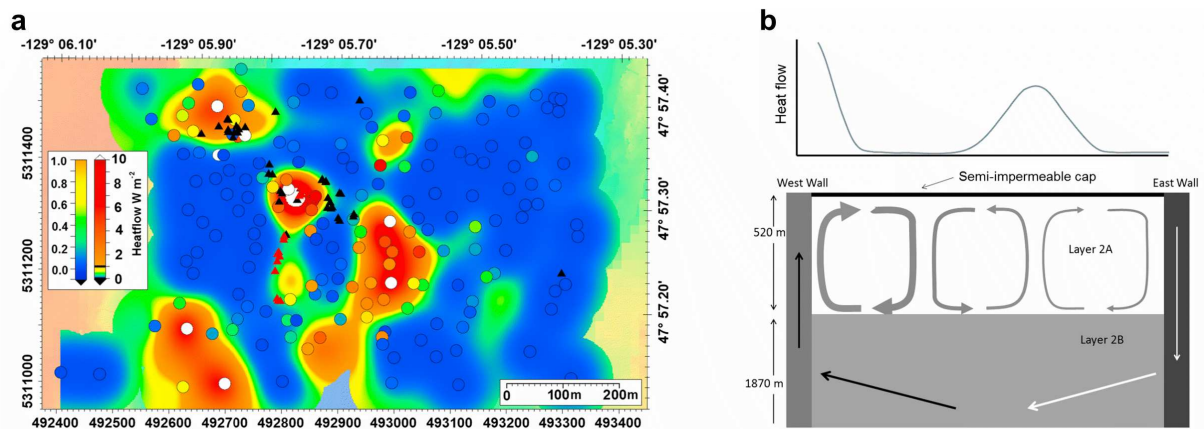 a
-129° 06.10' -129° 05.90' -129° 05.70' -129° 05.50' -129° 05.30'
47° 57.40'
5311400
1.0 10
0.8 8
0.6 6
0.4 4
0.2 2
0.0 0
Heatflow W m-2
47° 57.30'
5311200
47° 57.20'
5311000
0 100m 200m
492400 492500 492600 492700 492800 492900 493000 493100 493200 493300 493400
b
Heat flow
Semi-impermeable cap
West Wall East Wall
520 m
Layer 2A
Layer 2B
1870 m